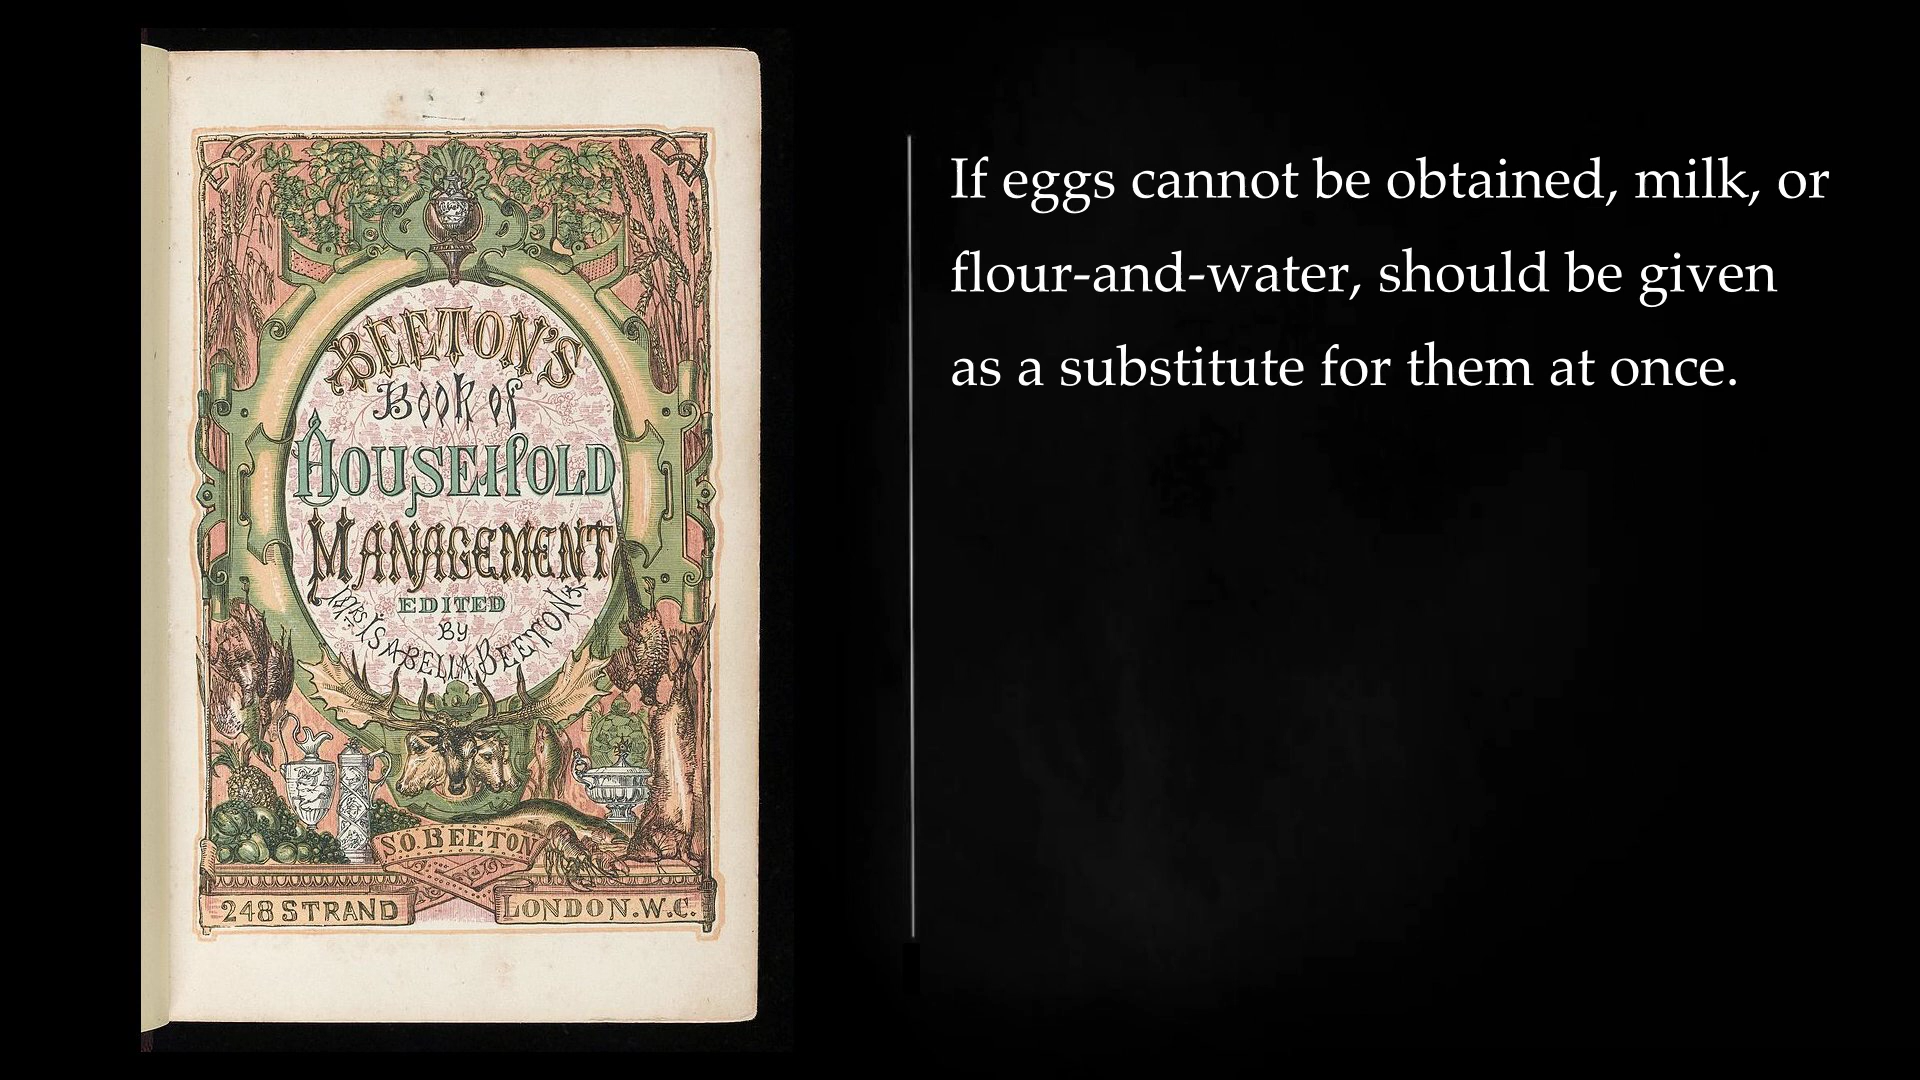 BEETON'S
Book of
HOUSEHOLD
MANAGEMENT
EDITED
By
MRS ISABELLA BEETON
S.O. BEETON
248 STRAND
LONDON. W.C.
If eggs cannot be obtained, milk, or
flour-and-water, should be given
as a substitute for them at once.